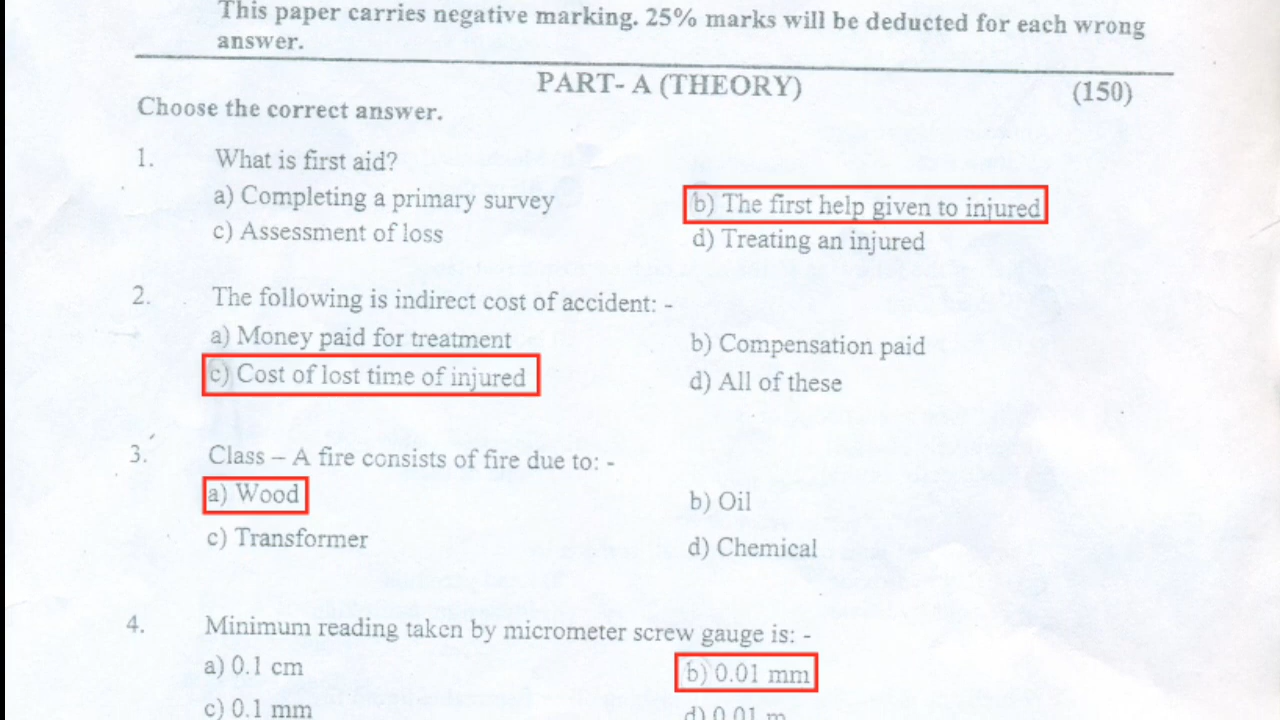 This paper carries negative marking. 25% marks will be deducted for each wrong
answer.
PART- A (THEORY) (150)
Choose the correct answer.
1. What is first aid?
a) Completing a primary survey b) The first help given to injured
c) Assessment of loss d) Treating an injured
2. The following is indirect cost of accident: -
a) Money paid for treatment b) Compensation paid
c) Cost of lost time of injured d) All of these
3. Class – A fire consists of fire due to: -
a) Wood b) Oil
c) Transformer d) Chemical
4. Minimum reading taken by micrometer screw gauge is: -
a) 0.1 cm b) 0.01 mm
c) 0.1 mm d) 0.01 m